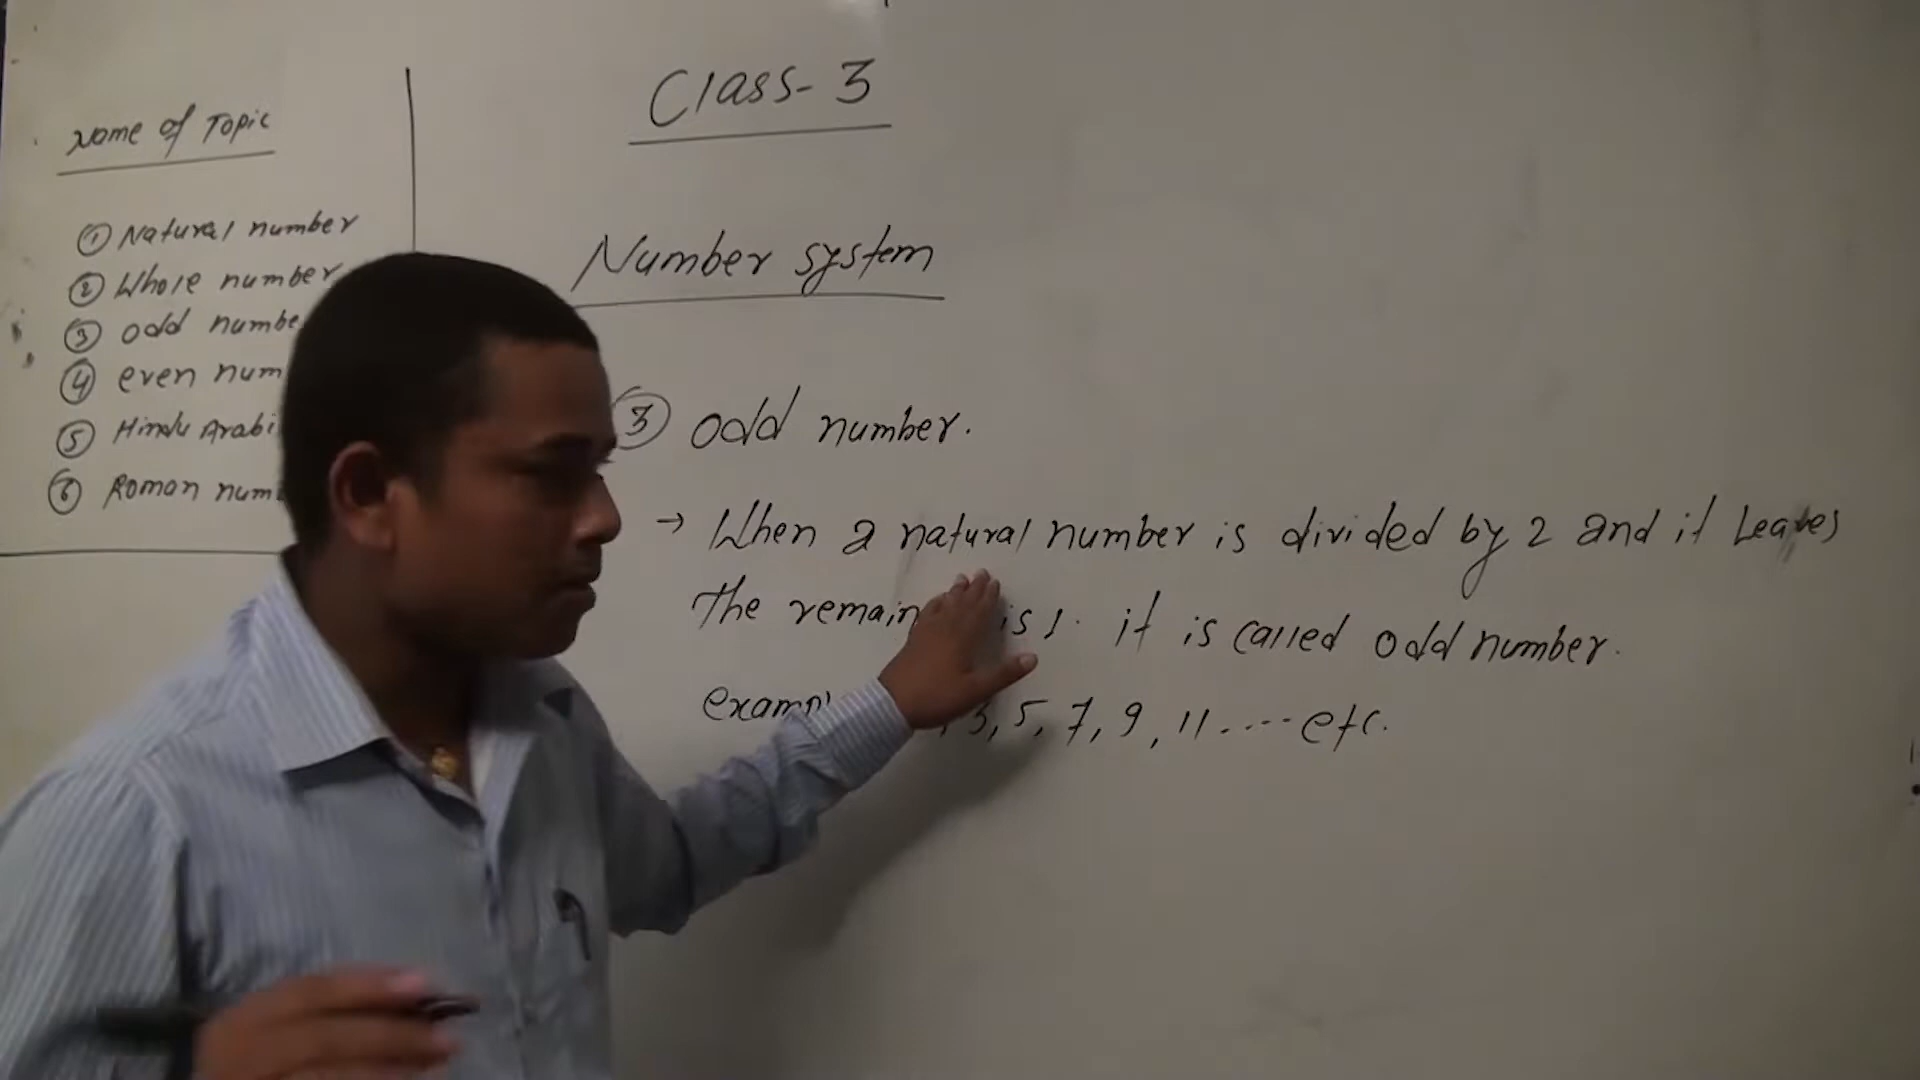 Name of Topic
① Natural number
② Whole number
③ odd numbe
④ even num
⑤ Hindu Arabi
⑥ Roman num
Class-3
Number system
③ odd number.
→ When a natural number is divided by 2 and it Leaves
The remain is 1. it is called odd number.
examp 3, 5, 7, 9, 11.... etc.